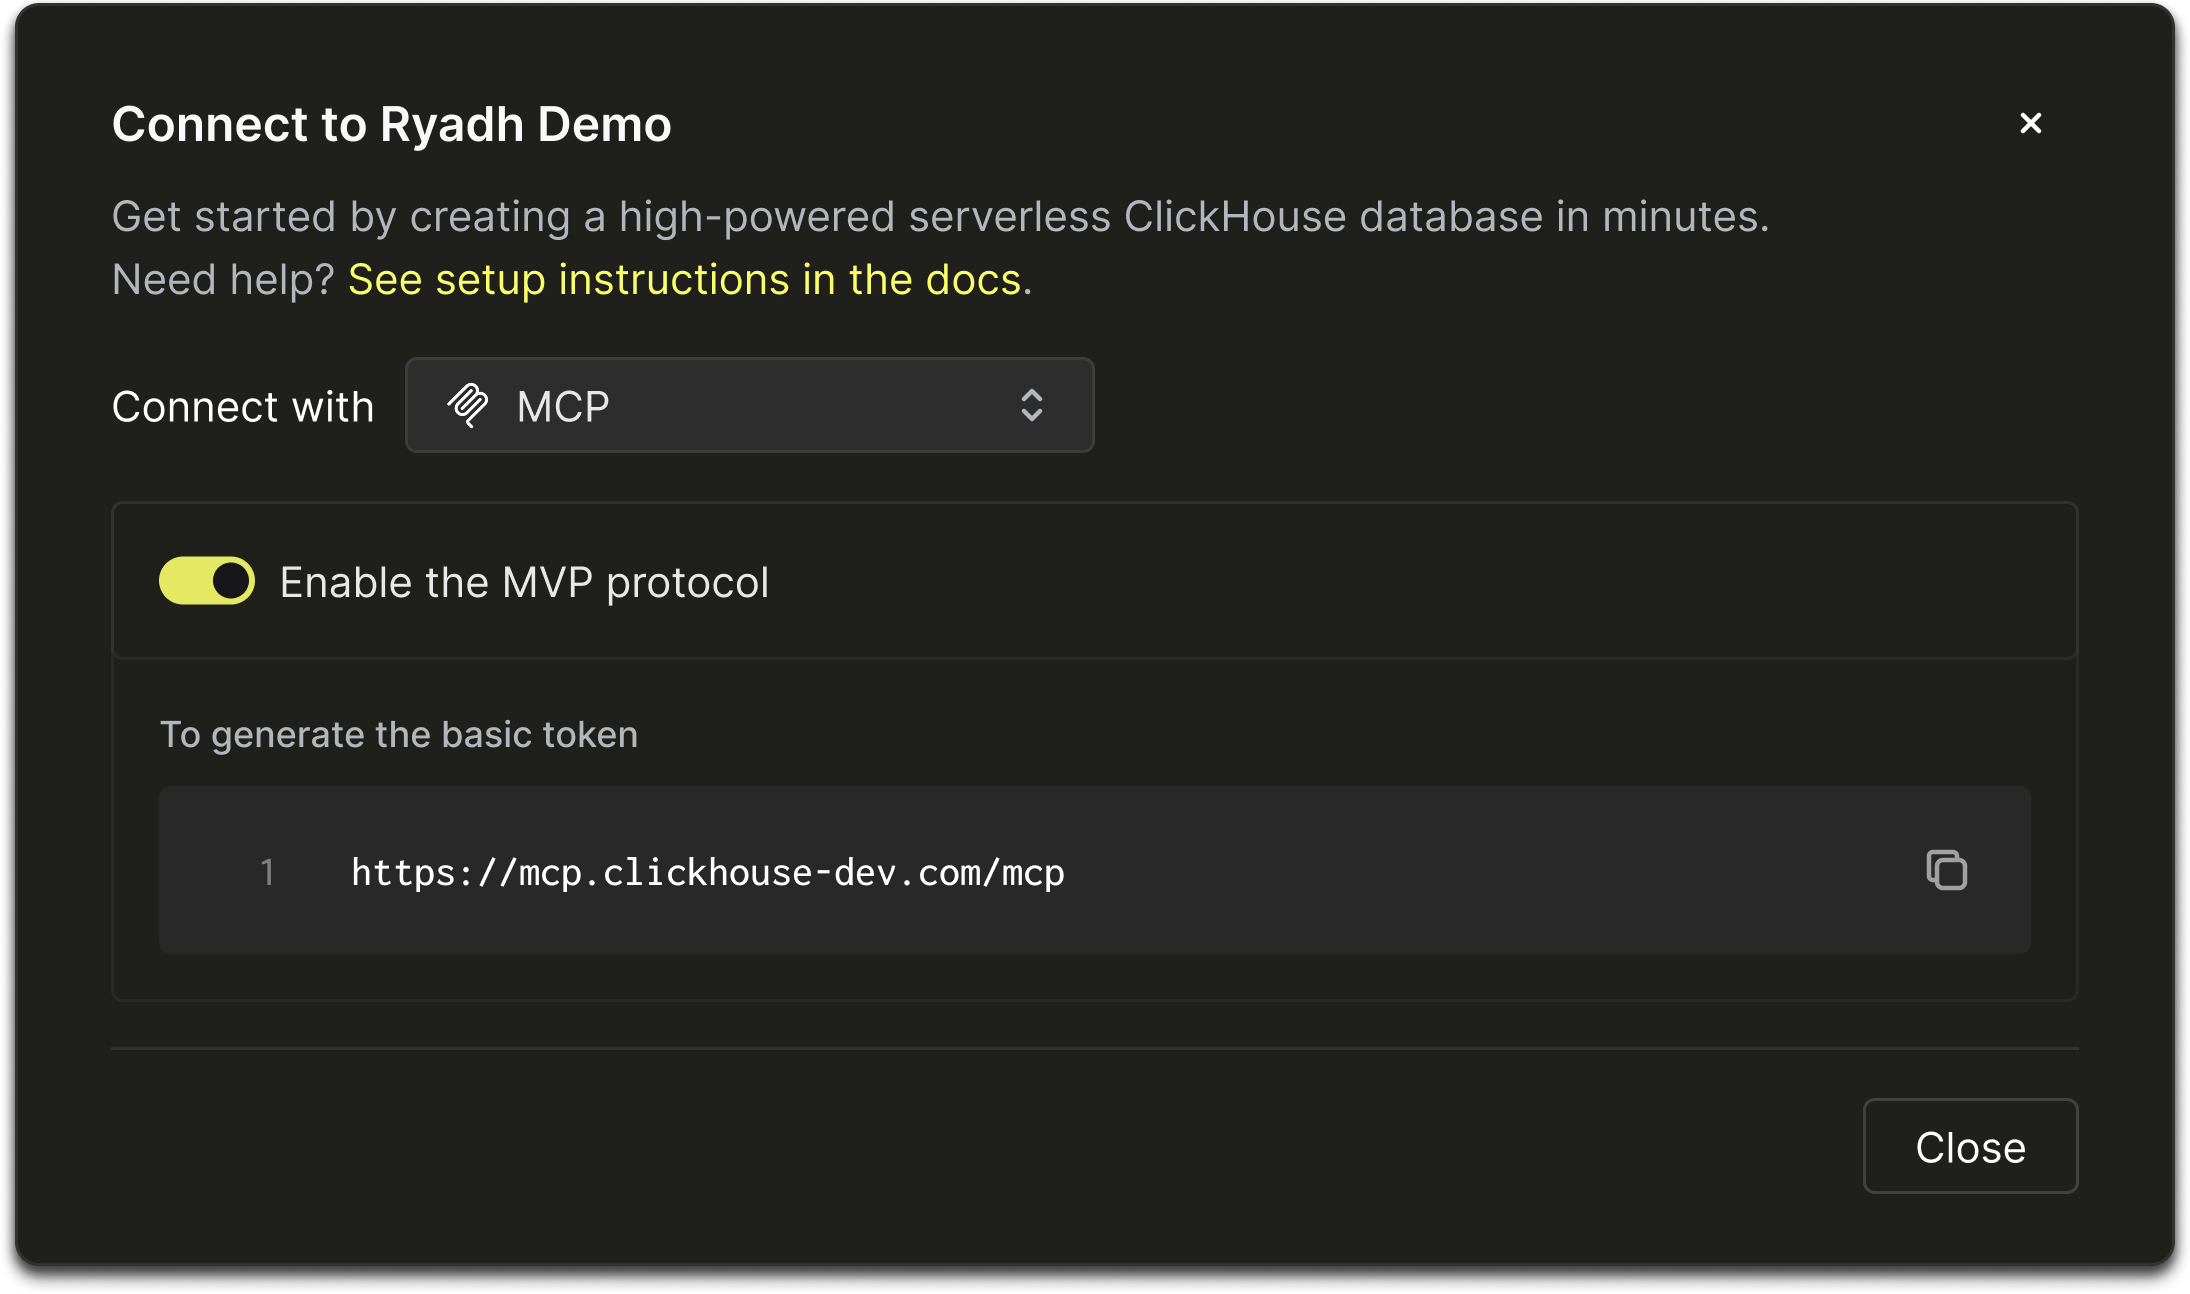 Connect to Ryadh Demo
Get started by creating a high-powered serverless ClickHouse database in minutes.
Need help? See setup instructions in the docs.
Connect with MCP
Enable the MVP protocol
To generate the basic token
1 https://mcp.clickhouse-dev.com/mcp
Close